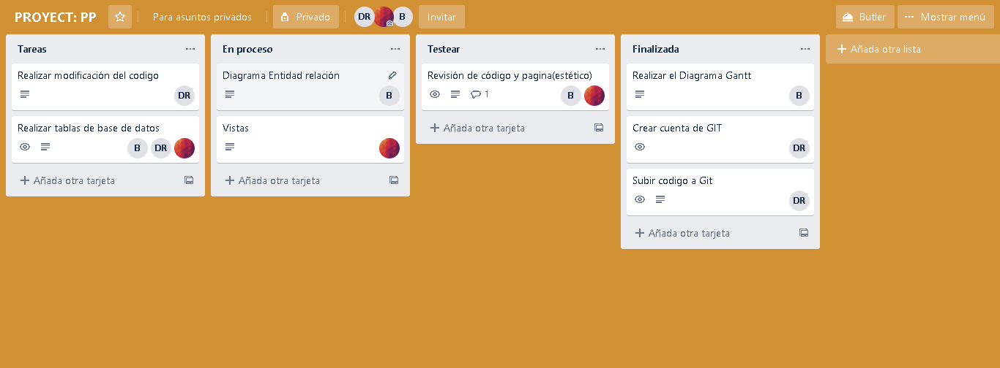 PROYECT: PP
Para asuntos privados
Privado
DR
B
Invitar
Butler
Mostrar menú
Tareas
Realizar modificación del codigo
DR
Realizar tablas de base de datos
B
DR
Añada otra tarjeta
En proceso
Diagrama Entidad relación
B
Vistas
Añada otra tarjeta
Testear
Revisión de código y pagina(estético)
1
B
Añada otra tarjeta
Finalizada
Realizar el Diagrama Gantt
B
Crear cuenta de GIT
DR
Subir codigo a Git
DR
Añada otra tarjeta
Añada otra lista